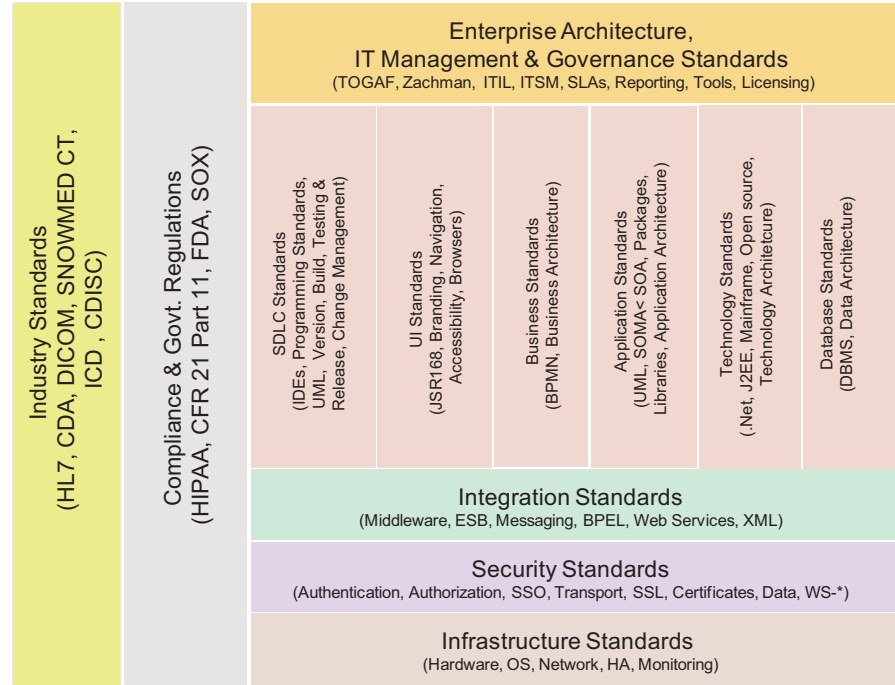 Industry Standards
(HL7, CDA, DICOM, SNOWMED CT,
ICD , CDISC)
Compliance & Govt. Regulations
(HIPAA, CFR 21 Part 11, FDA, SOX)
Enterprise Architecture,
IT Management & Governance Standards
(TOGAF, Zachman, ITIL, ITSM, SLAs, Reporting, Tools, Licensing)
SDLC Standards
(IDEs, Programming Standards,
UML, Version, Build, Testing &
Release, Change Management)
UI Standards
(JSR168, Branding, Navigation,
Accessibility, Browsers)
Business Standards
(BPMN, Business Architecture)
Application Standards
(UML, SOMA< SOA, Packages,
Libraries, Application Architecture)
Technology Standards
(.Net, J2EE, Mainframe, Open source,
Technology Architetcure)
Database Standards
(DBMS, Data Architecture)
Integration Standards
(Middleware, ESB, Messaging, BPEL, Web Services, XML)
Security Standards
(Authentication, Authorization, SSO, Transport, SSL, Certificates, Data, WS-*)
Infrastructure Standards
(Hardware, OS, Network, HA, Monitoring)